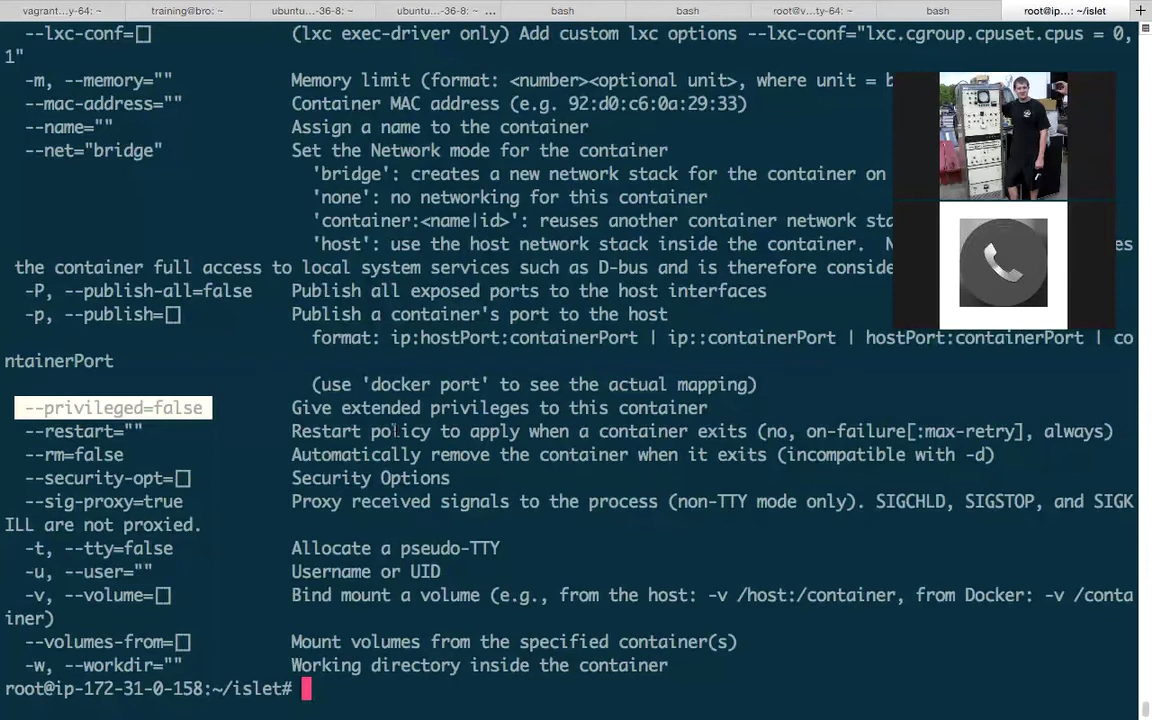 vagrant...y-64: ~ training@bro: ~ ubuntu...-36-8: ~ ubuntu...-36-8: ~ ... bash bash root@v...ty-64: ~ bash root@ip...: ~/islet +
--lxc-conf=[] (lxc exec-driver only) Add custom lxc options --lxc-conf="lxc.cgroup.cpuset.cpus = 0,
1"
-m, --memory="" Memory limit (format: <number><optional unit>, where unit = b
--mac-address="" Container MAC address (e.g. 92:d0:c6:0a:29:33)
--name="" Assign a name to the container
--net="bridge" Set the Network mode for the container
'bridge': creates a new network stack for the container on
'none': no networking for this container
'container:<name|id>': reuses another container network sta
'host': use the host network stack inside the container. N es
the container full access to local system services such as D-bus and is therefore conside
-P, --publish-all=false Publish all exposed ports to the host interfaces
-p, --publish=[] Publish a container's port to the host
format: ip:hostPort:containerPort | ip::containerPort | hostPort:containerPort | co
ntainerPort
(use 'docker port' to see the actual mapping)
--privileged=false Give extended privileges to this container
--restart="" Restart policy to apply when a container exits (no, on-failure[:max-retry], always)
--rm=false Automatically remove the container when it exits (incompatible with -d)
--security-opt=[] Security Options
--sig-proxy=true Proxy received signals to the process (non-TTY mode only). SIGCHLD, SIGSTOP, and SIGK
ILL are not proxied.
-t, --tty=false Allocate a pseudo-TTY
-u, --user="" Username or UID
-v, --volume=[] Bind mount a volume (e.g., from the host: -v /host:/container, from Docker: -v /conta
iner)
--volumes-from=[] Mount volumes from the specified container(s)
-w, --workdir="" Working directory inside the container
root@ip-172-31-0-158:~/islet#